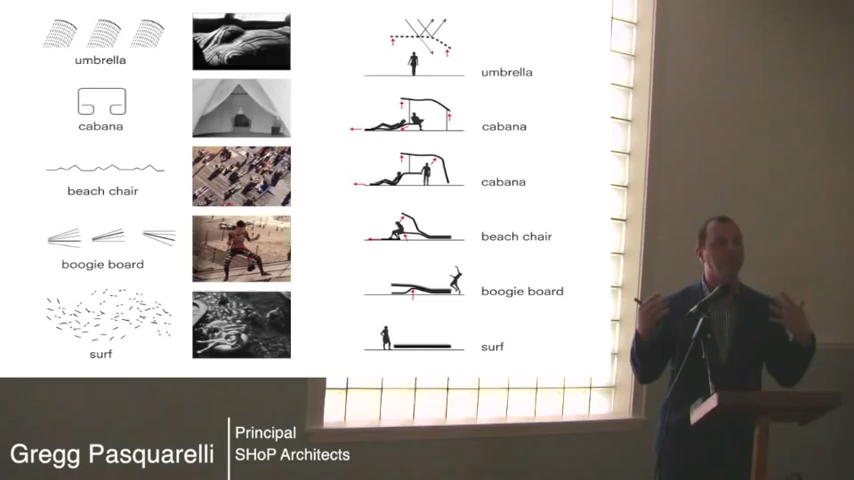 umbrella
cabana
beach chair
boogie board
surf
umbrella
cabana
cabana
beach chair
boogie board
surf
Gregg Pasquarelli
Principal
SHoP Architects